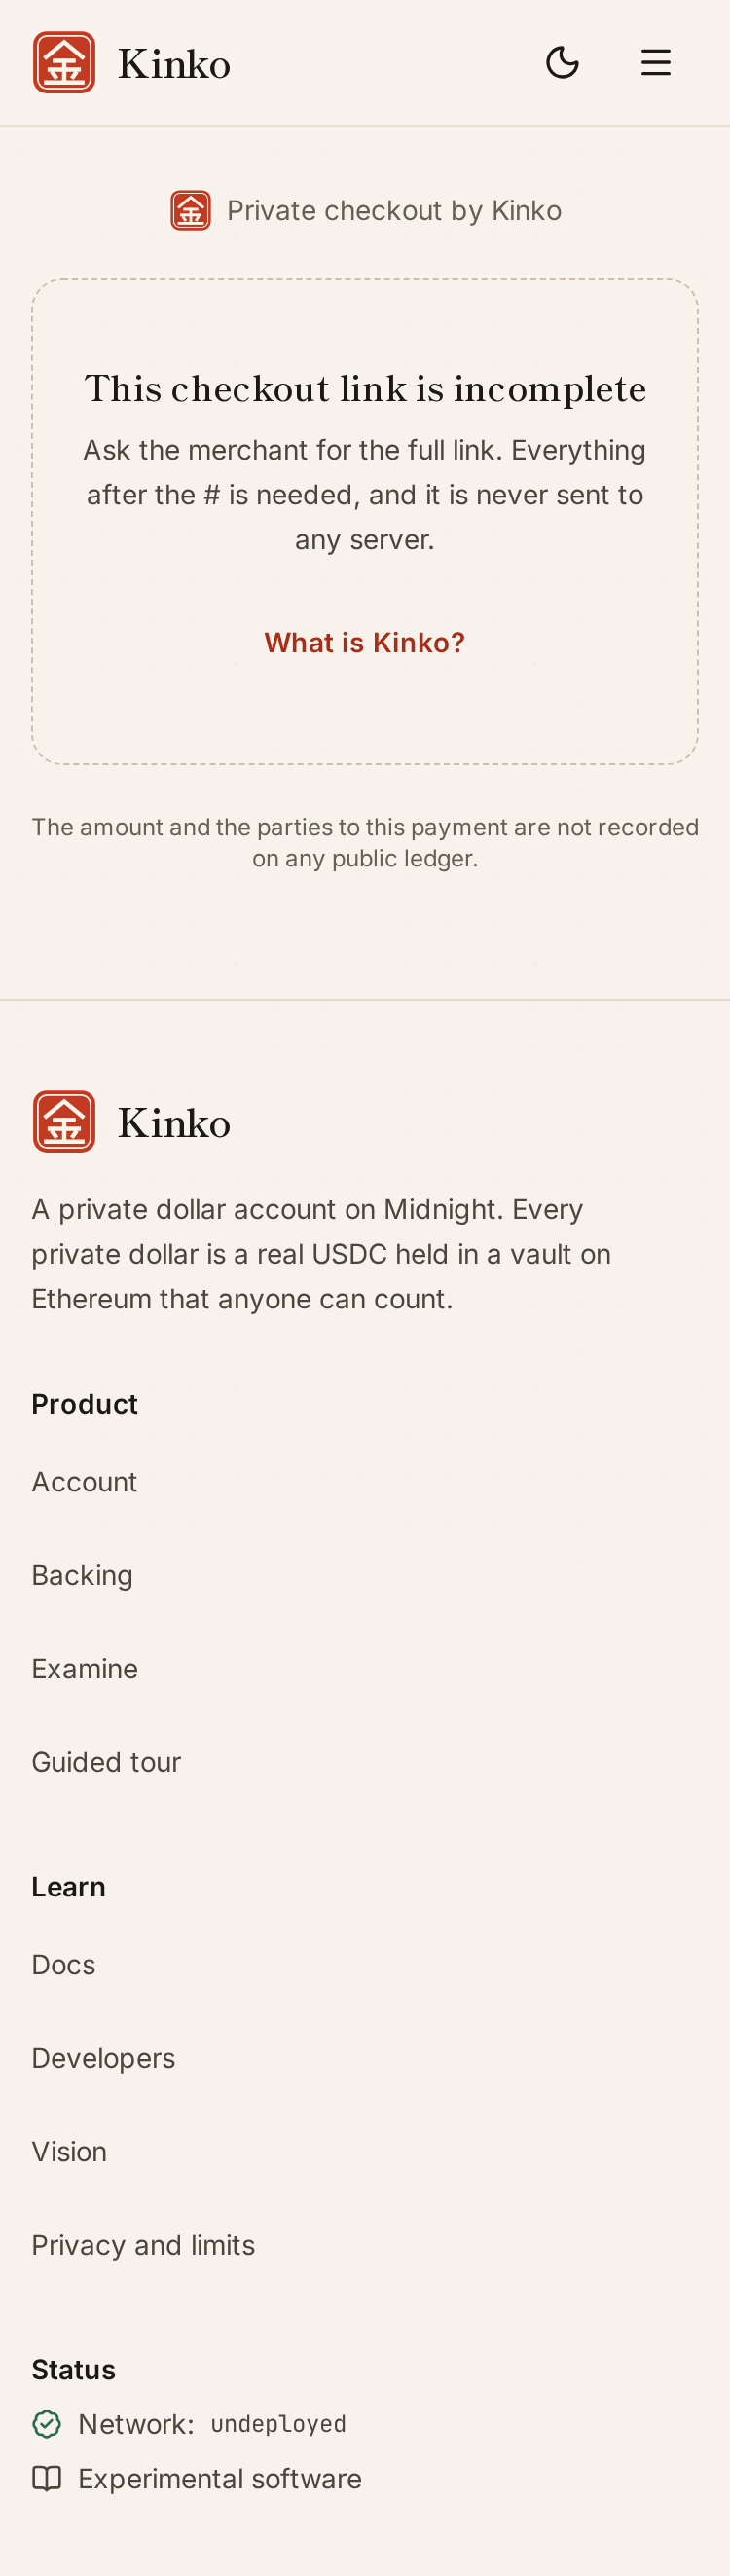 金 Kinko
金 Private checkout by Kinko
This checkout link is incomplete
Ask the merchant for the full link. Everything
after the # is needed, and it is never sent to
any server.
What is Kinko?
The amount and the parties to this payment are not recorded
on any public ledger.
金 Kinko
A private dollar account on Midnight. Every
private dollar is a real USDC held in a vault on
Ethereum that anyone can count.
Product
Account
Backing
Examine
Guided tour
Learn
Docs
Developers
Vision
Privacy and limits
Status
Network: undeployed
Experimental software